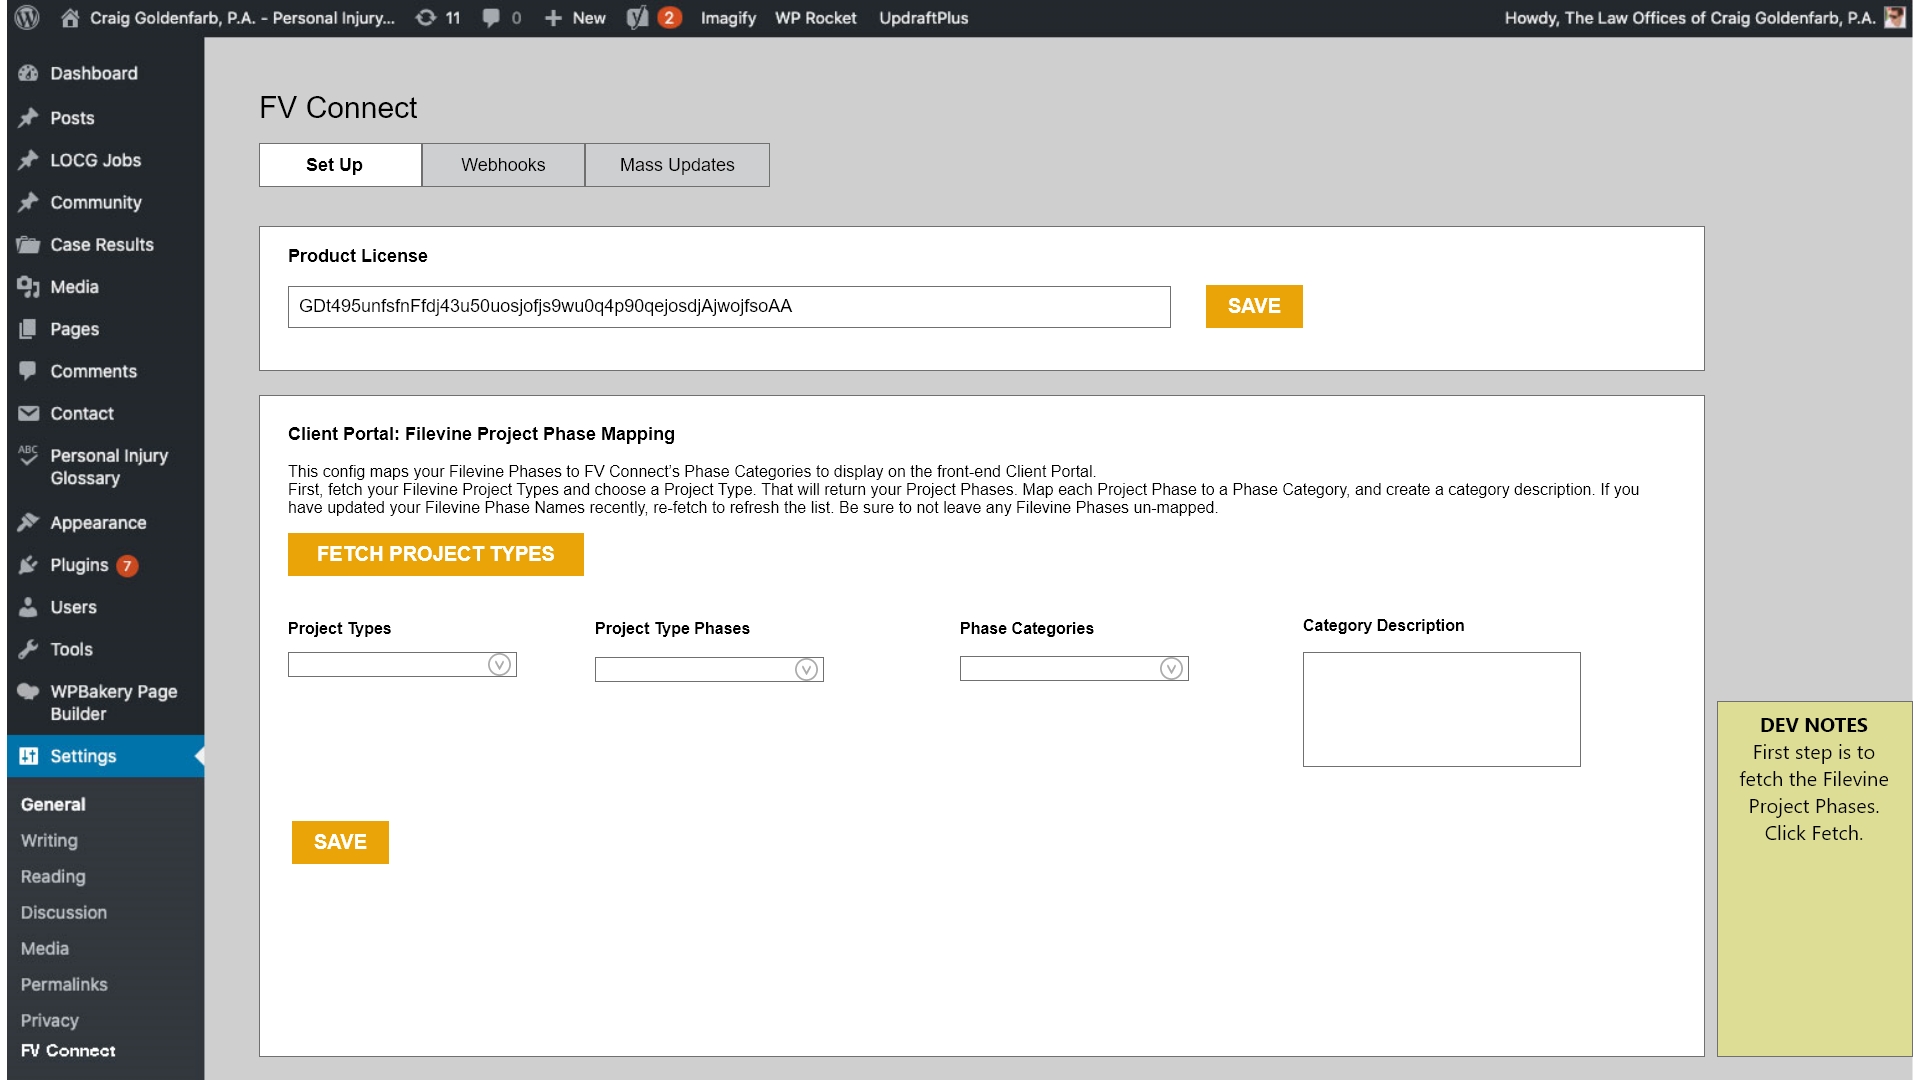 Craig Goldenfarb, P.A. - Personal Injury... 11 0 New 2 Imagify WP Rocket UpdraftPlus Howdy, The Law Offices of Craig Goldenfarb, P.A.
Dashboard
Posts
LOCG Jobs
Community
Case Results
Media
Pages
Comments
Contact
ABC
Personal Injury
Glossary
Appearance
Plugins 7
Users
Tools
WPBakery Page
Builder
Settings
General
Writing
Reading
Discussion
Media
Permalinks
Privacy
FV Connect
FV Connect
Set Up Webhooks Mass Updates
Product License
GDt495unfsfnFfdj43u50uosjofjs9wu0q4p90qejosdjAjwojfsoAA SAVE
Client Portal: Filevine Project Phase Mapping
This config maps your Filevine Phases to FV Connect's Phase Categories to display on the front-end Client Portal.
First, fetch your Filevine Project Types and choose a Project Type. That will return your Project Phases. Map each Project Phase to a Phase Category, and create a category description. If you
have updated your Filevine Phase Names recently, re-fetch to refresh the list. Be sure to not leave any Filevine Phases un-mapped.
FETCH PROJECT TYPES
Project Types Project Type Phases Phase Categories Category Description
SAVE
DEV NOTES
First step is to
fetch the Filevine
Project Phases.
Click Fetch.